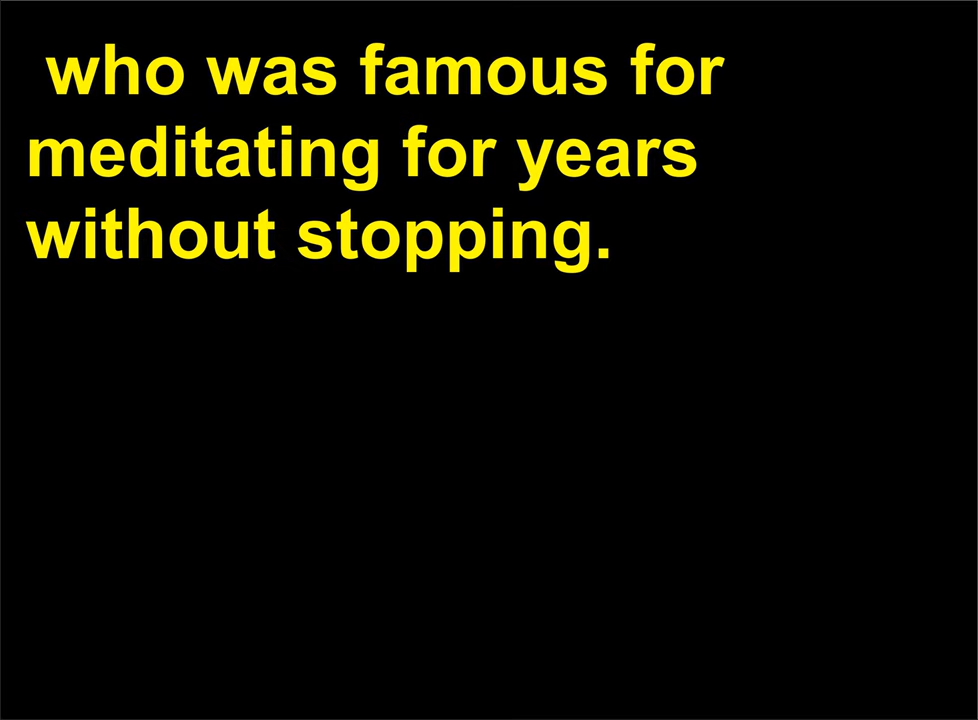 who was famous for
meditating for years
without stopping.